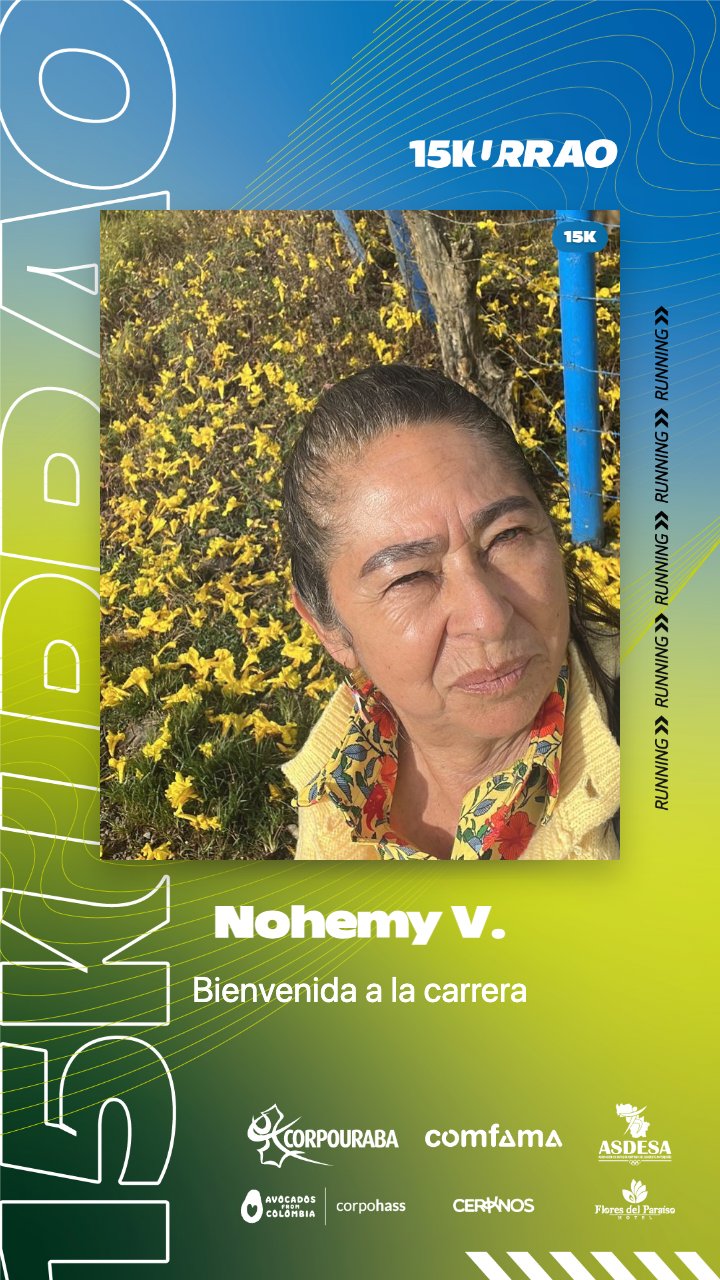 15KURRAO
15KURRAO
15K
RUNNING
RUNNING
RUNNING
RUNNING
RUNNING
Nohemy V.
Bienvenida a la carrera
CORPOURABA
comfama
ASDESA
AVOCADOS
FROM
COLOMBIA
corpohass
CERKNOS
Flores del Paraíso
HOTEL